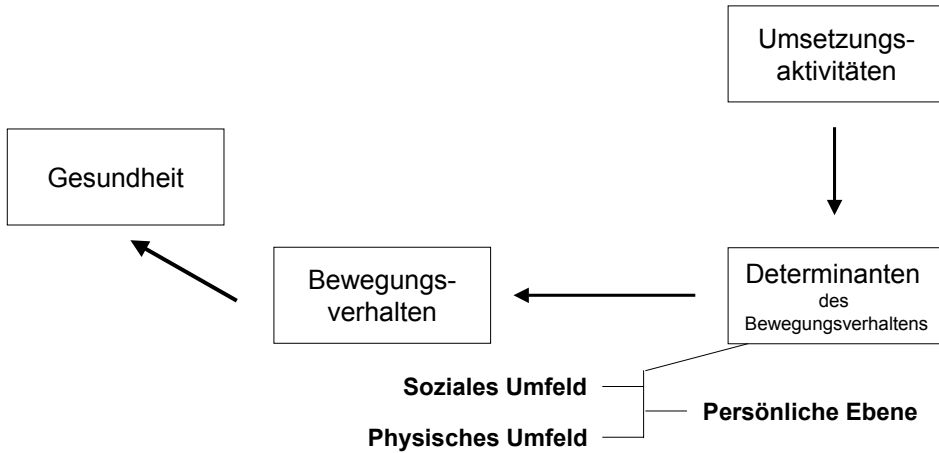 Umsetzungs-
aktivitäten
Gesundheit
Bewegungs-
verhalten
Determinanten
des
Bewegungsverhaltens
Soziales Umfeld
Persönliche Ebene
Physisches Umfeld